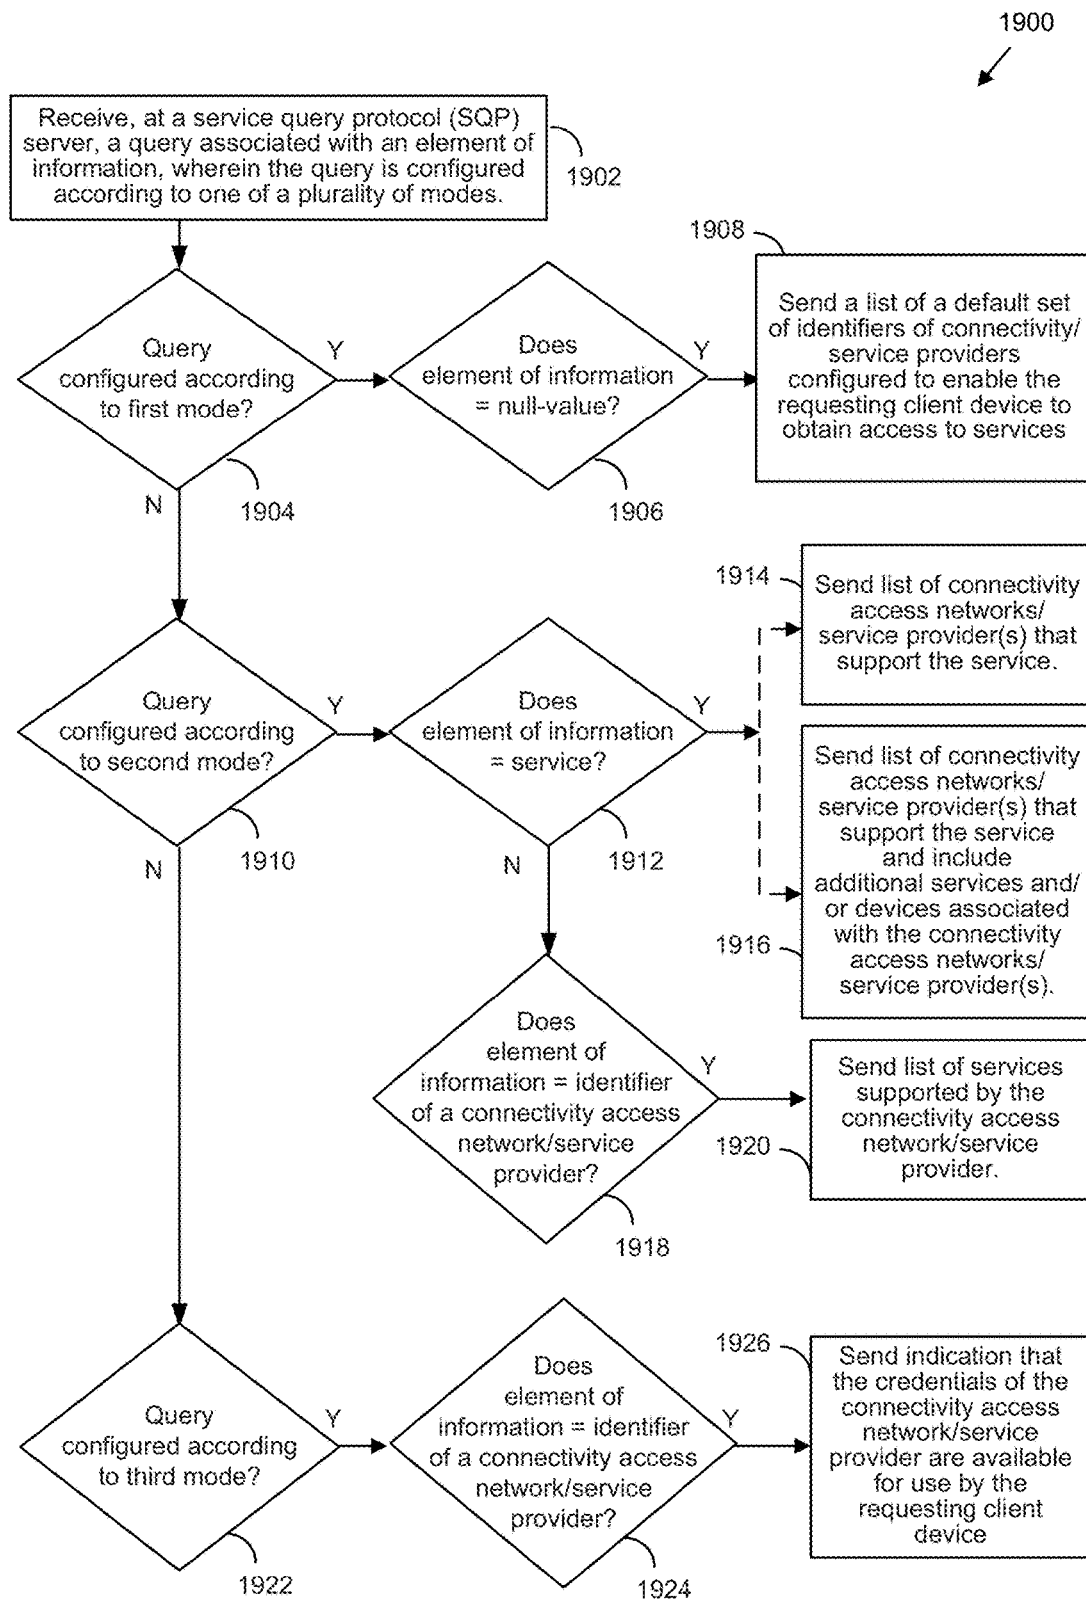 1900
Receive, at a service query protocol (SQP)
server, a query associated with an element of
information, wherein the query is configured
according to one of a plurality of modes.
1902
Query
configured according
to first mode?
Y
N
1904
Does
element of information
= null-value?
Y
1906
1908
Send a list of a default set
of identifiers of connectivity/
service providers
configured to enable the
requesting client device to
obtain access to services
Query
configured according
to second mode?
Y
N
1910
Does
element of information
= service?
Y
N
1912
1914
Send list of connectivity
access networks/
service provider(s) that
support the service.
1916
Send list of connectivity
access networks/
service provider(s) that
support the service
and include
additional services and/
or devices associated
with the connectivity
access networks/
service provider(s).
Does
element of
information = identifier
of a connectivity access
network/service
provider?
Y
1918
1920
Send list of services
supported by the
connectivity access
network/service
provider.
Query
configured according
to third mode?
Y
1922
Does
element of
information = identifier
of a connectivity access
network/service
provider?
Y
1924
1926
Send indication that
the credentials of the
connectivity access
network/service
provider are available
for use by the
requesting client
device